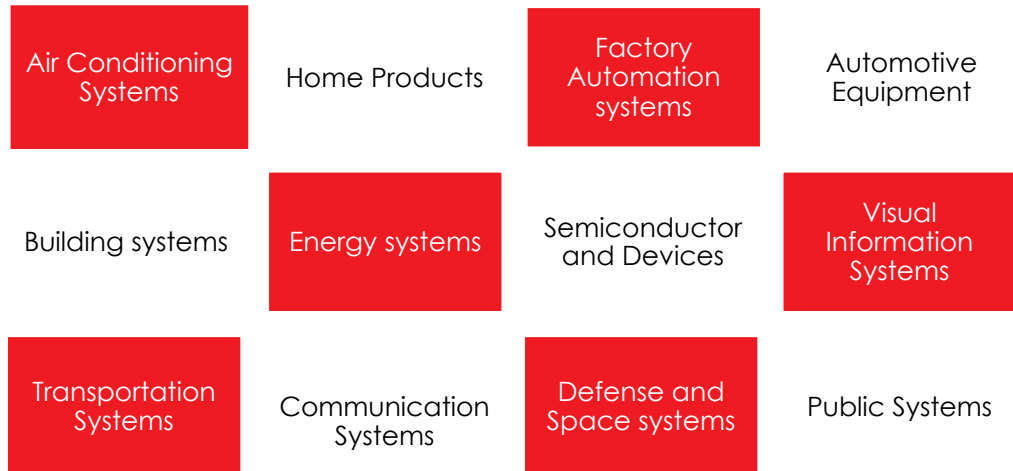 Air Conditioning
Systems
Home Products
Factory
Automation
systems
Automotive
Equipment
Building systems
Energy systems
Semiconductor
and Devices
Visual
Information
Systems
Transportation
Systems
Communication
Systems
Defense and
Space systems
Public Systems